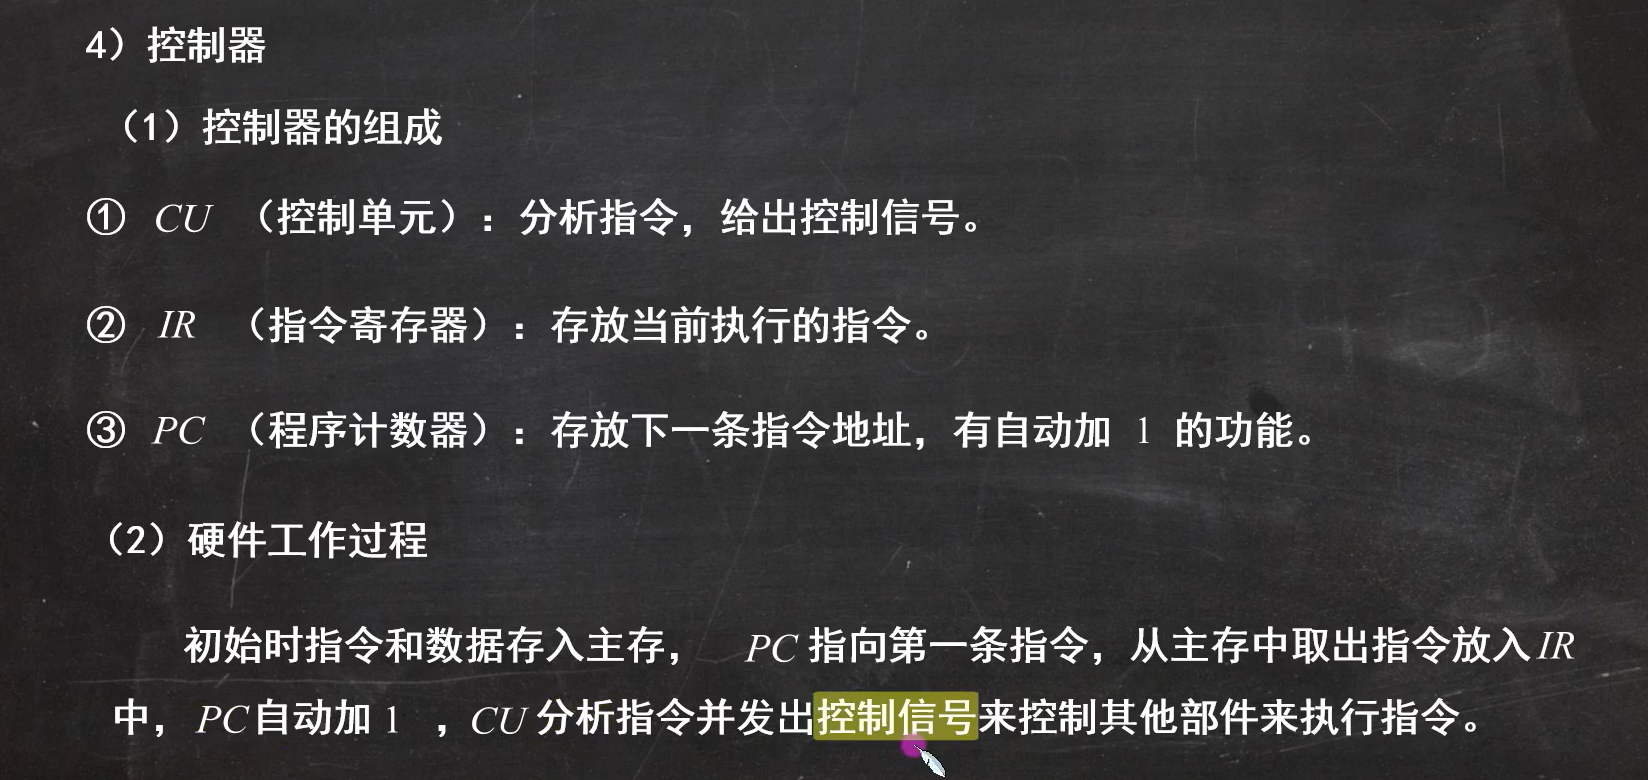 4）控制器
（1）控制器的组成
① CU （控制单元）：分析指令，给出控制信号。
② IR （指令寄存器）：存放当前执行的指令。
③ PC （程序计数器）：存放下一条指令地址，有自动加 1 的功能。
（2）硬件工作过程
初始时指令和数据存入主存， PC 指向第一条指令，从主存中取出指令放入 IR
中， PC 自动加 1 ，CU 分析指令并发出控制信号来控制其他部件来执行指令。